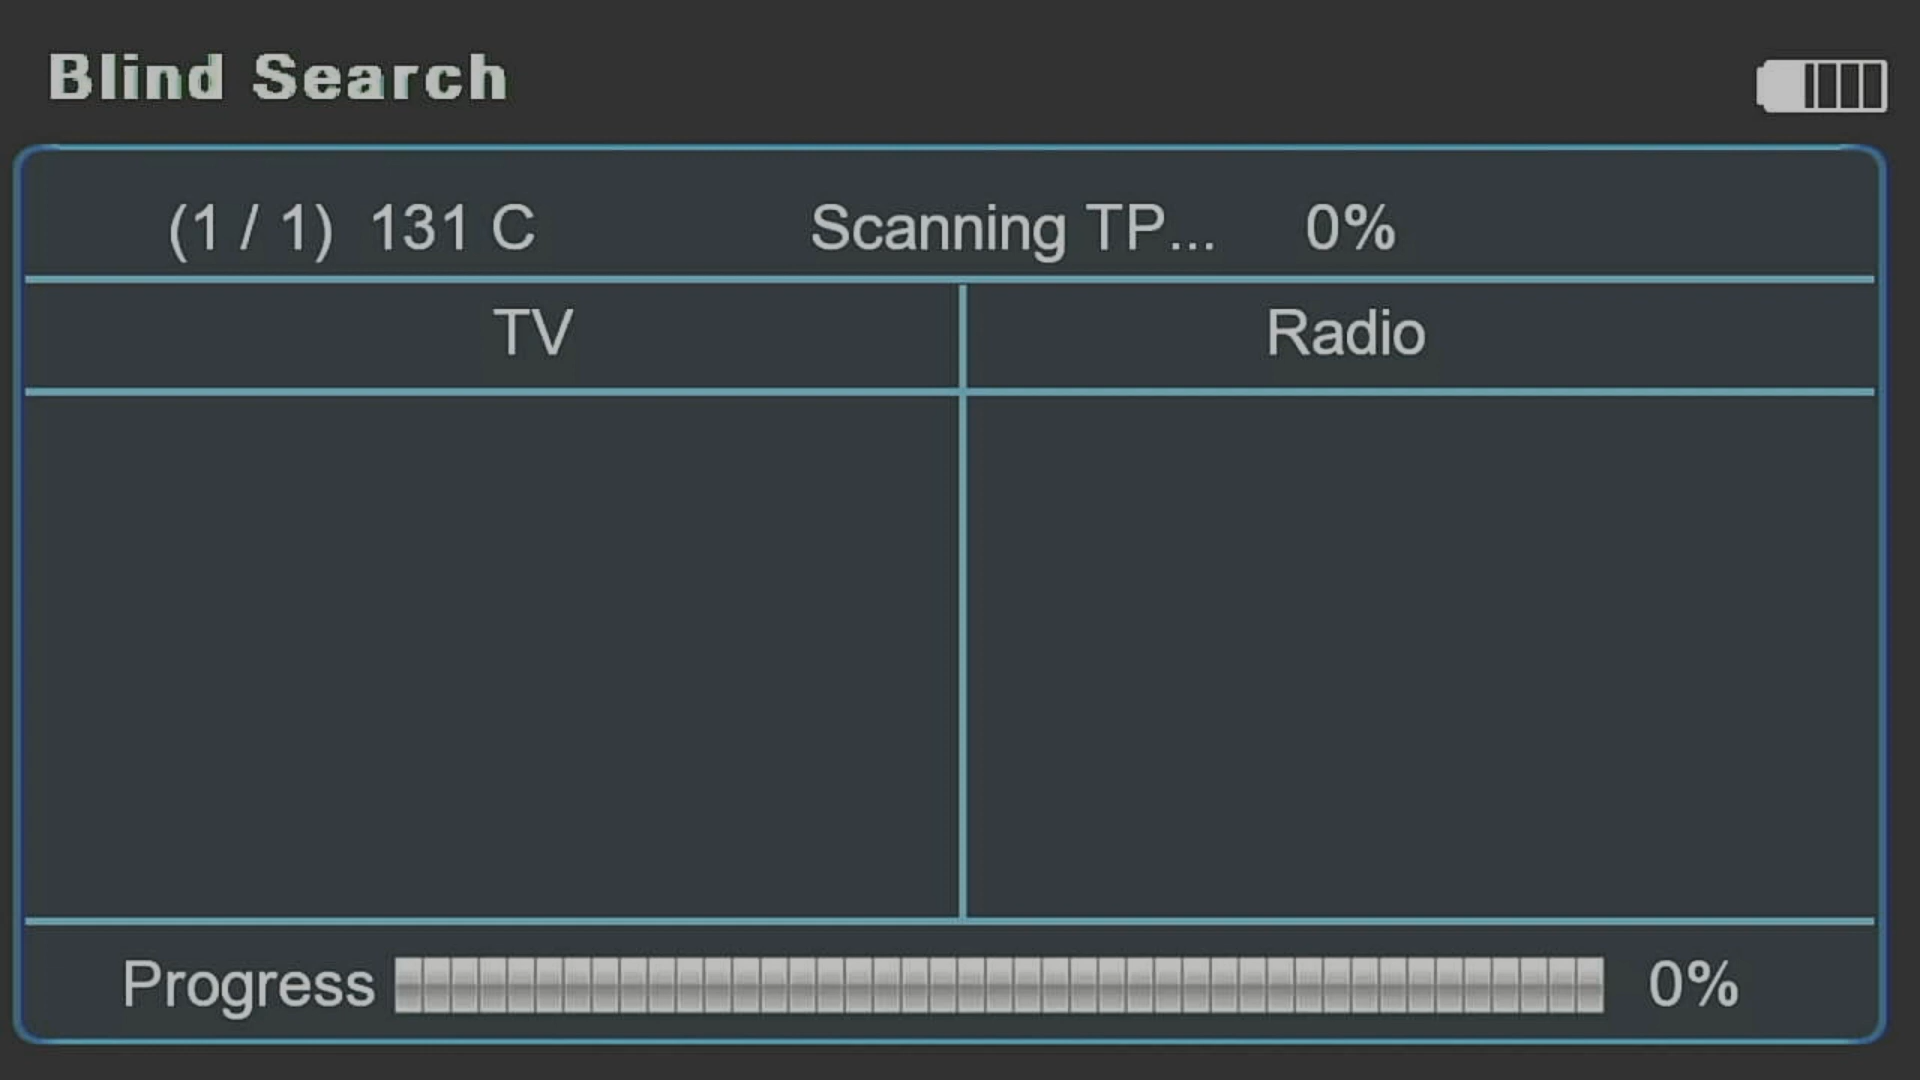 Blind Search
(1 / 1) 131 C Scanning TP... 0%
TV Radio
Progress 0%